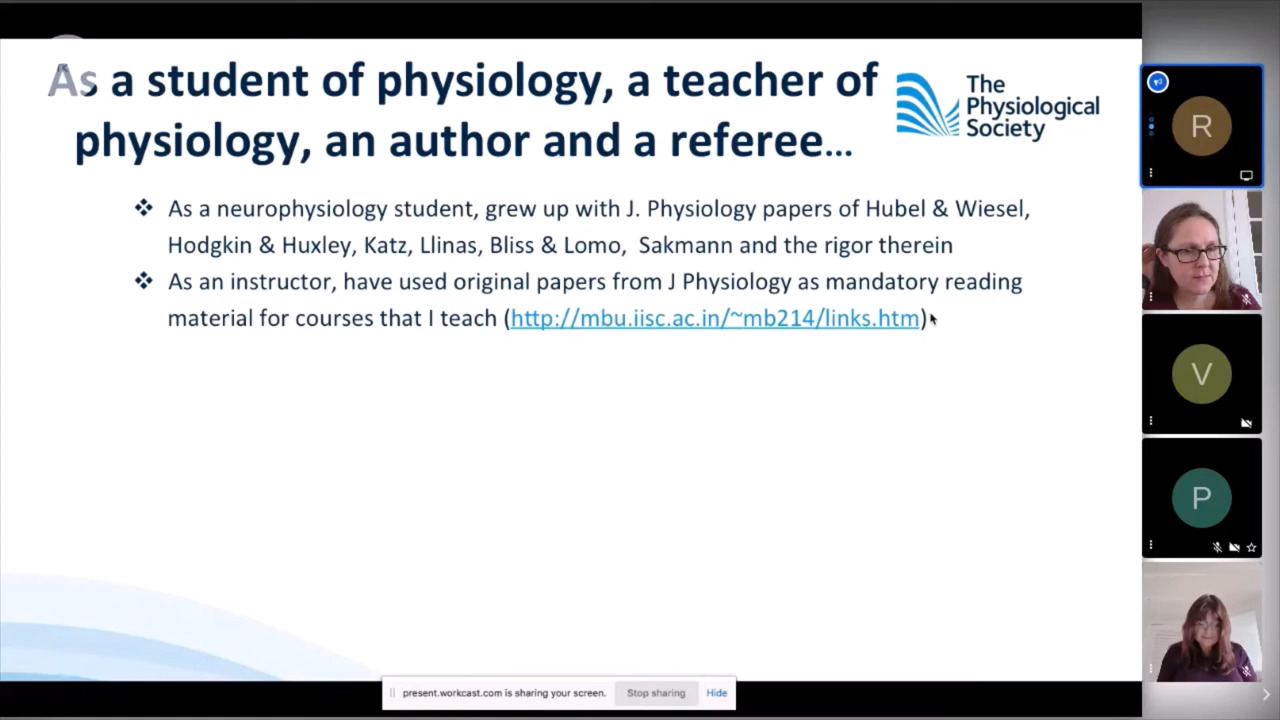 As a student of physiology, a teacher of
physiology, an author and a referee...
The
Physiological
Society
❖ As a neurophysiology student, grew up with J. Physiology papers of Hubel & Wiesel,
Hodgkin & Huxley, Katz, Llinas, Bliss & Lomo, Sakmann and the rigor therein
❖ As an instructor, have used original papers from J Physiology as mandatory reading
material for courses that I teach (http://mbu.iisc.ac.in/~mb214/links.htm)
R
V
P
present.workcast.com is sharing your screen.
Stop sharing
Hide